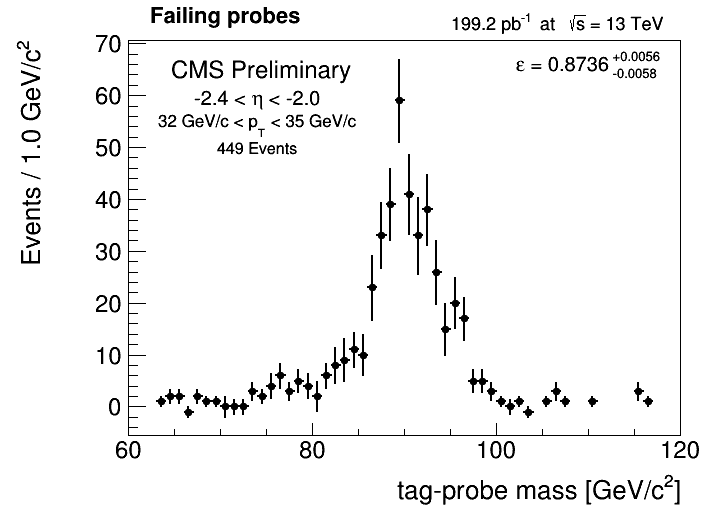 Failing probes
199.2 pb⁻¹ at √s = 13 TeV
CMS Preliminary
-2.4 < η < -2.0
32 GeV/c < p_T < 35 GeV/c
449 Events
ε = 0.8736 +0.0056 -0.0058
Events / 1.0 GeV/c²
70
60
50
40
30
20
10
0
60 80 100 120
tag-probe mass [GeV/c²]